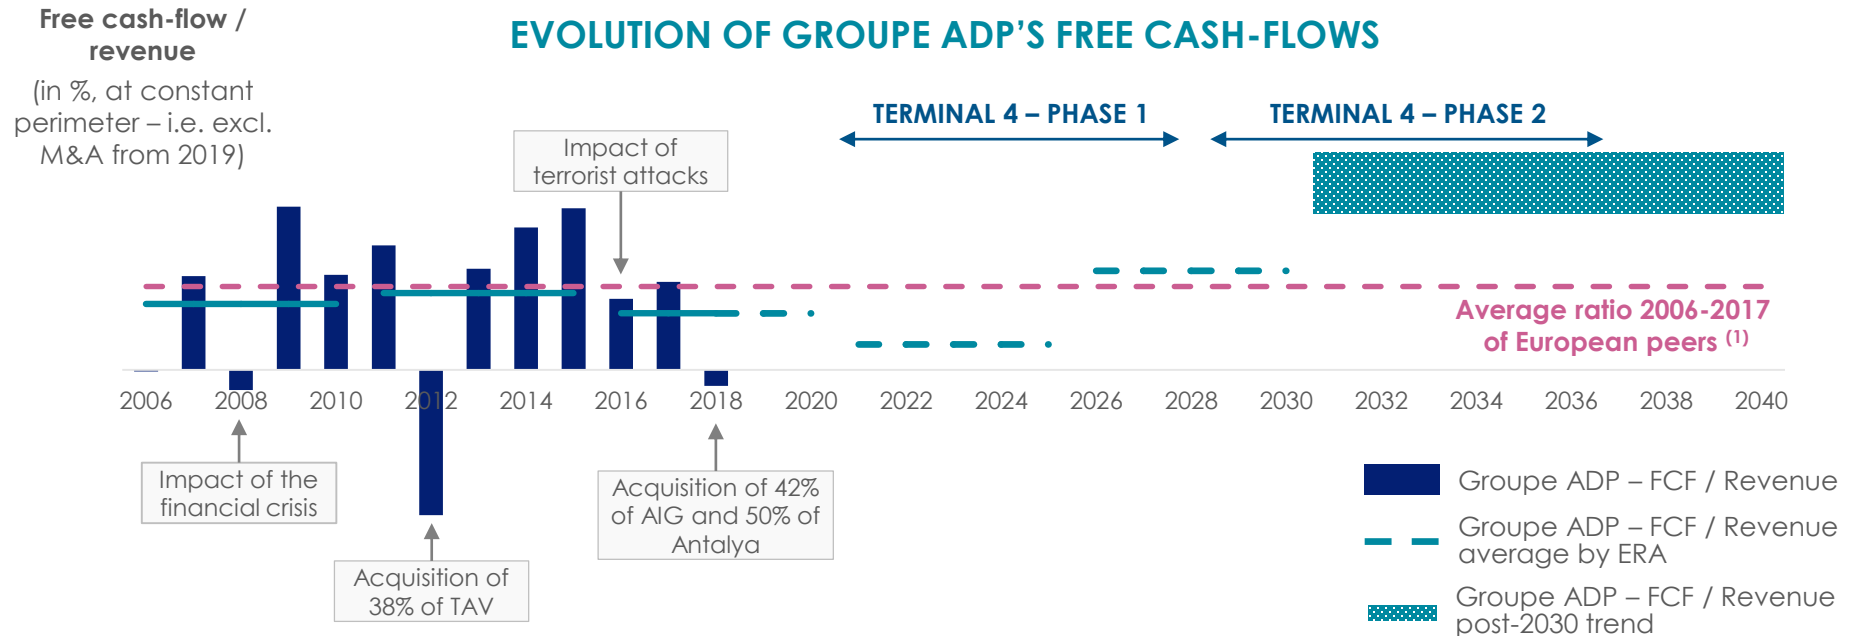 Free cash-flow /
revenue
(in %, at constant
perimeter – i.e. excl.
M&A from 2019)
EVOLUTION OF GROUPE ADP'S FREE CASH-FLOWS
TERMINAL 4 – PHASE 1
TERMINAL 4 – PHASE 2
Impact of
terrorist attacks
Average ratio 2006-2017
of European peers (1)
2006 2008 2010 2012 2014 2016 2018 2020 2022 2024 2026 2028 2030 2032 2034 2036 2038 2040
Impact of the
financial crisis
Acquisition of
38% of TAV
Acquisition of 42%
of AIG and 50% of
Antalya
Groupe ADP – FCF / Revenue
Groupe ADP – FCF / Revenue
average by ERA
Groupe ADP – FCF / Revenue
post-2030 trend